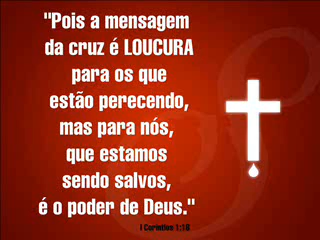 "Pois a mensagem
da cruz é LOUCURA
para os que
estão perecendo,
mas para nós,
que estamos
sendo salvos,
é o poder de Deus."
I Coríntios 1:18